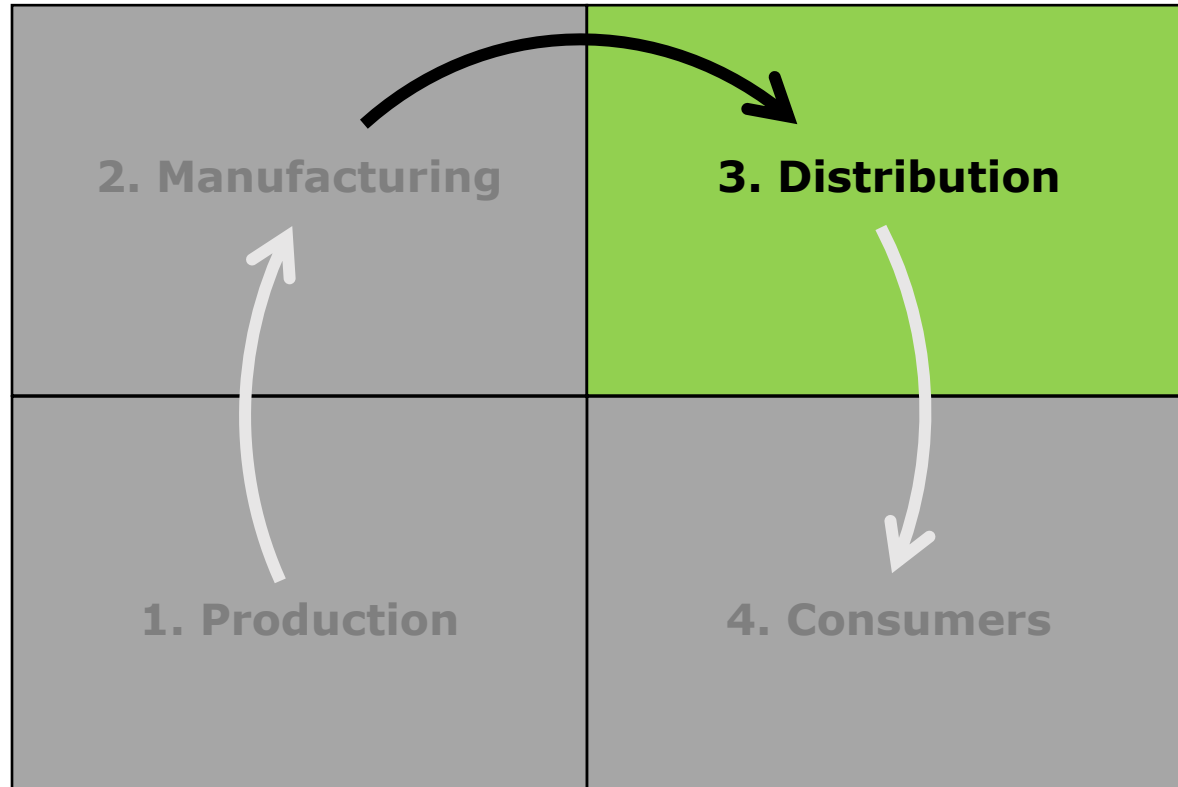 2. Manufacturing
3. Distribution
1. Production
4. Consumers